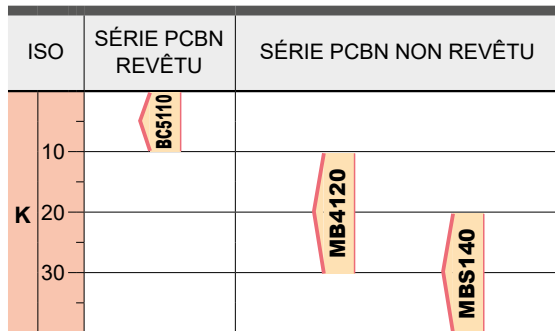 ISO
SÉRIE PCBN
REVÊTU
SÉRIE PCBN NON REVÊTU
BC5110
10
MB4120
K
20
MBS140
30